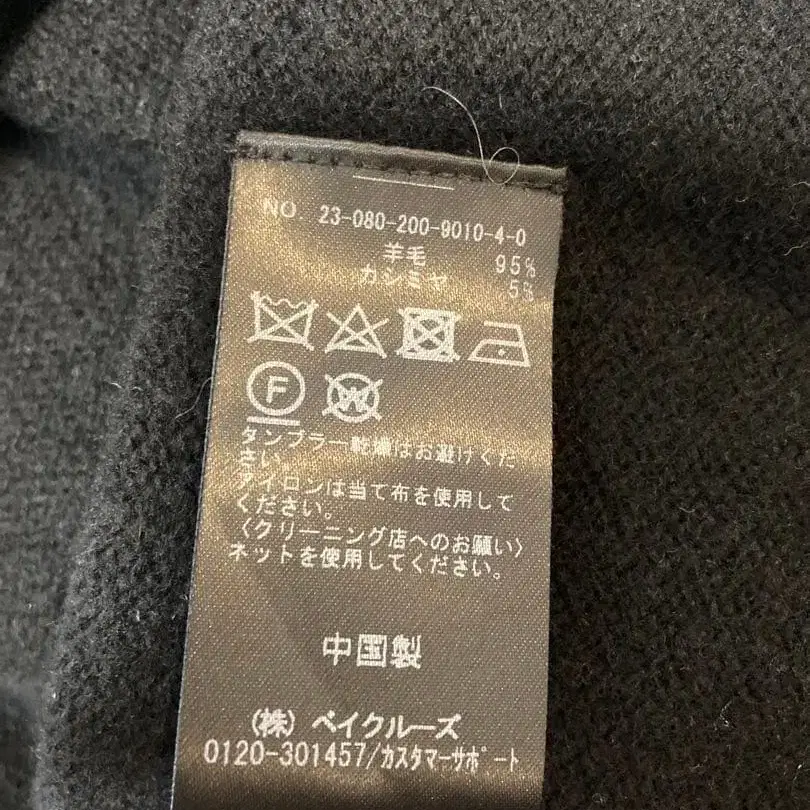 NO. 23-080-200-9010-4-0
羊毛 95%
カシミヤ 5%
F W
タンブラー乾燥はお避けくだ
さい。
アイロンは当て布を使用して
ください。
〈クリーニング店へのお願い〉
ネットを使用してください。
中国製
(株) ベイクルーズ
0120-301457/カスタマーサポート